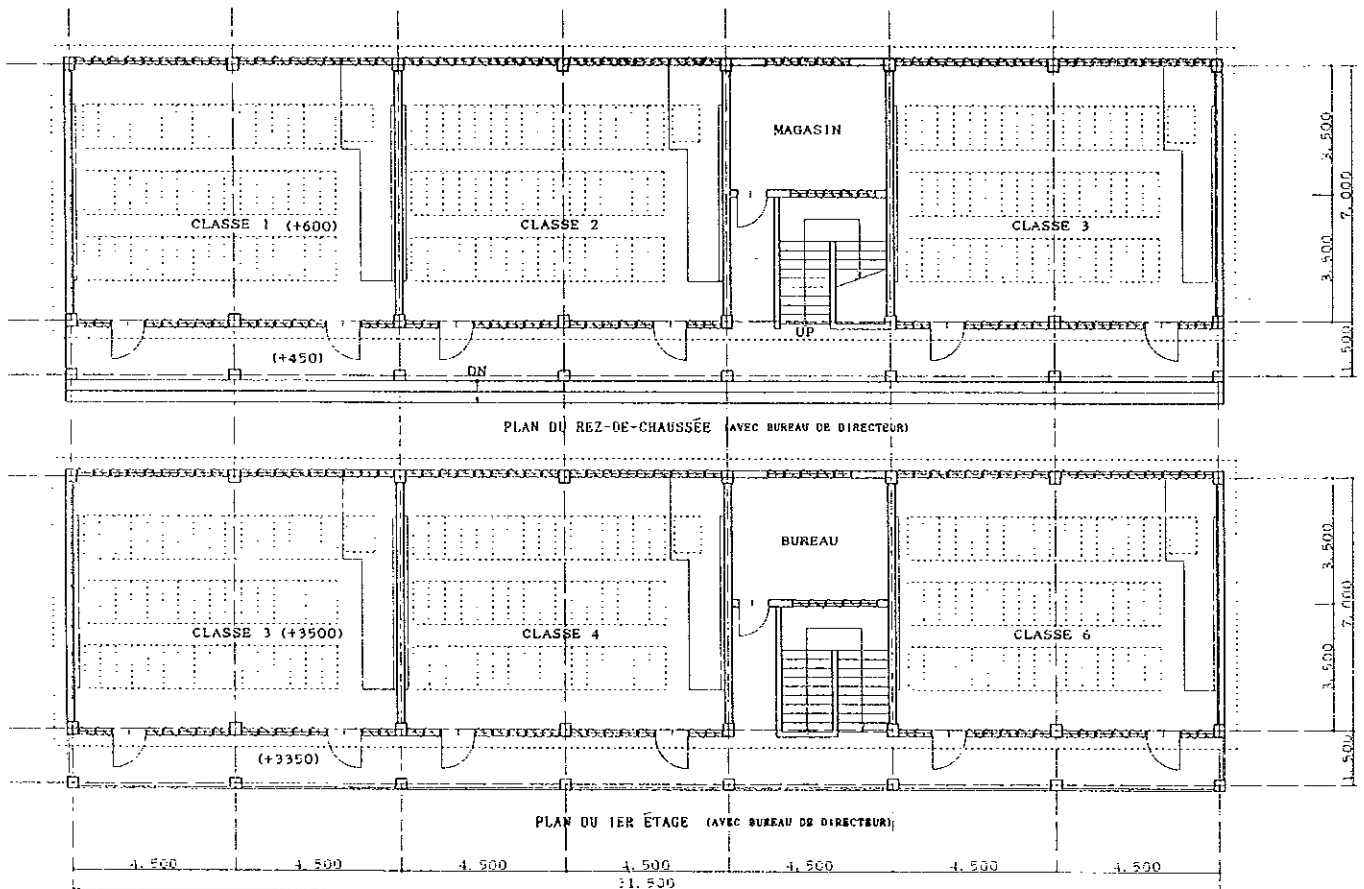 MAGASIN
3.500
CLASSE 1 (+600)
CLASSE 2
CLASSE 3
7.000
3.500
UP
(+450)
DN
1.500
PLAN DU REZ-DE-CHAUSSÉE (AVEC BUREAU DE DIRECTEUR)
BUREAU
3.500
CLASSE 3 (+3500)
CLASSE 4
CLASSE 6
7.000
3.500
(+3350)
1.500
PLAN DU 1ER ÉTAGE (AVEC BUREAU DE DIRECTEUR)
4.500 4.500 4.500 4.500 4.500 4.500 4.500
31.500